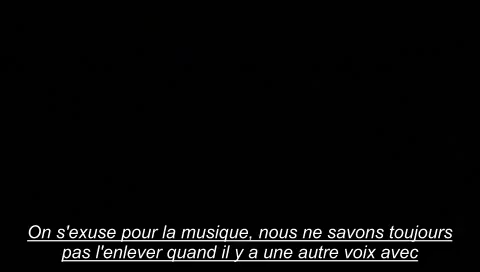 On s'exuse pour la musique, nous ne savons toujours
pas l'enlever quand il y a une autre voix avec